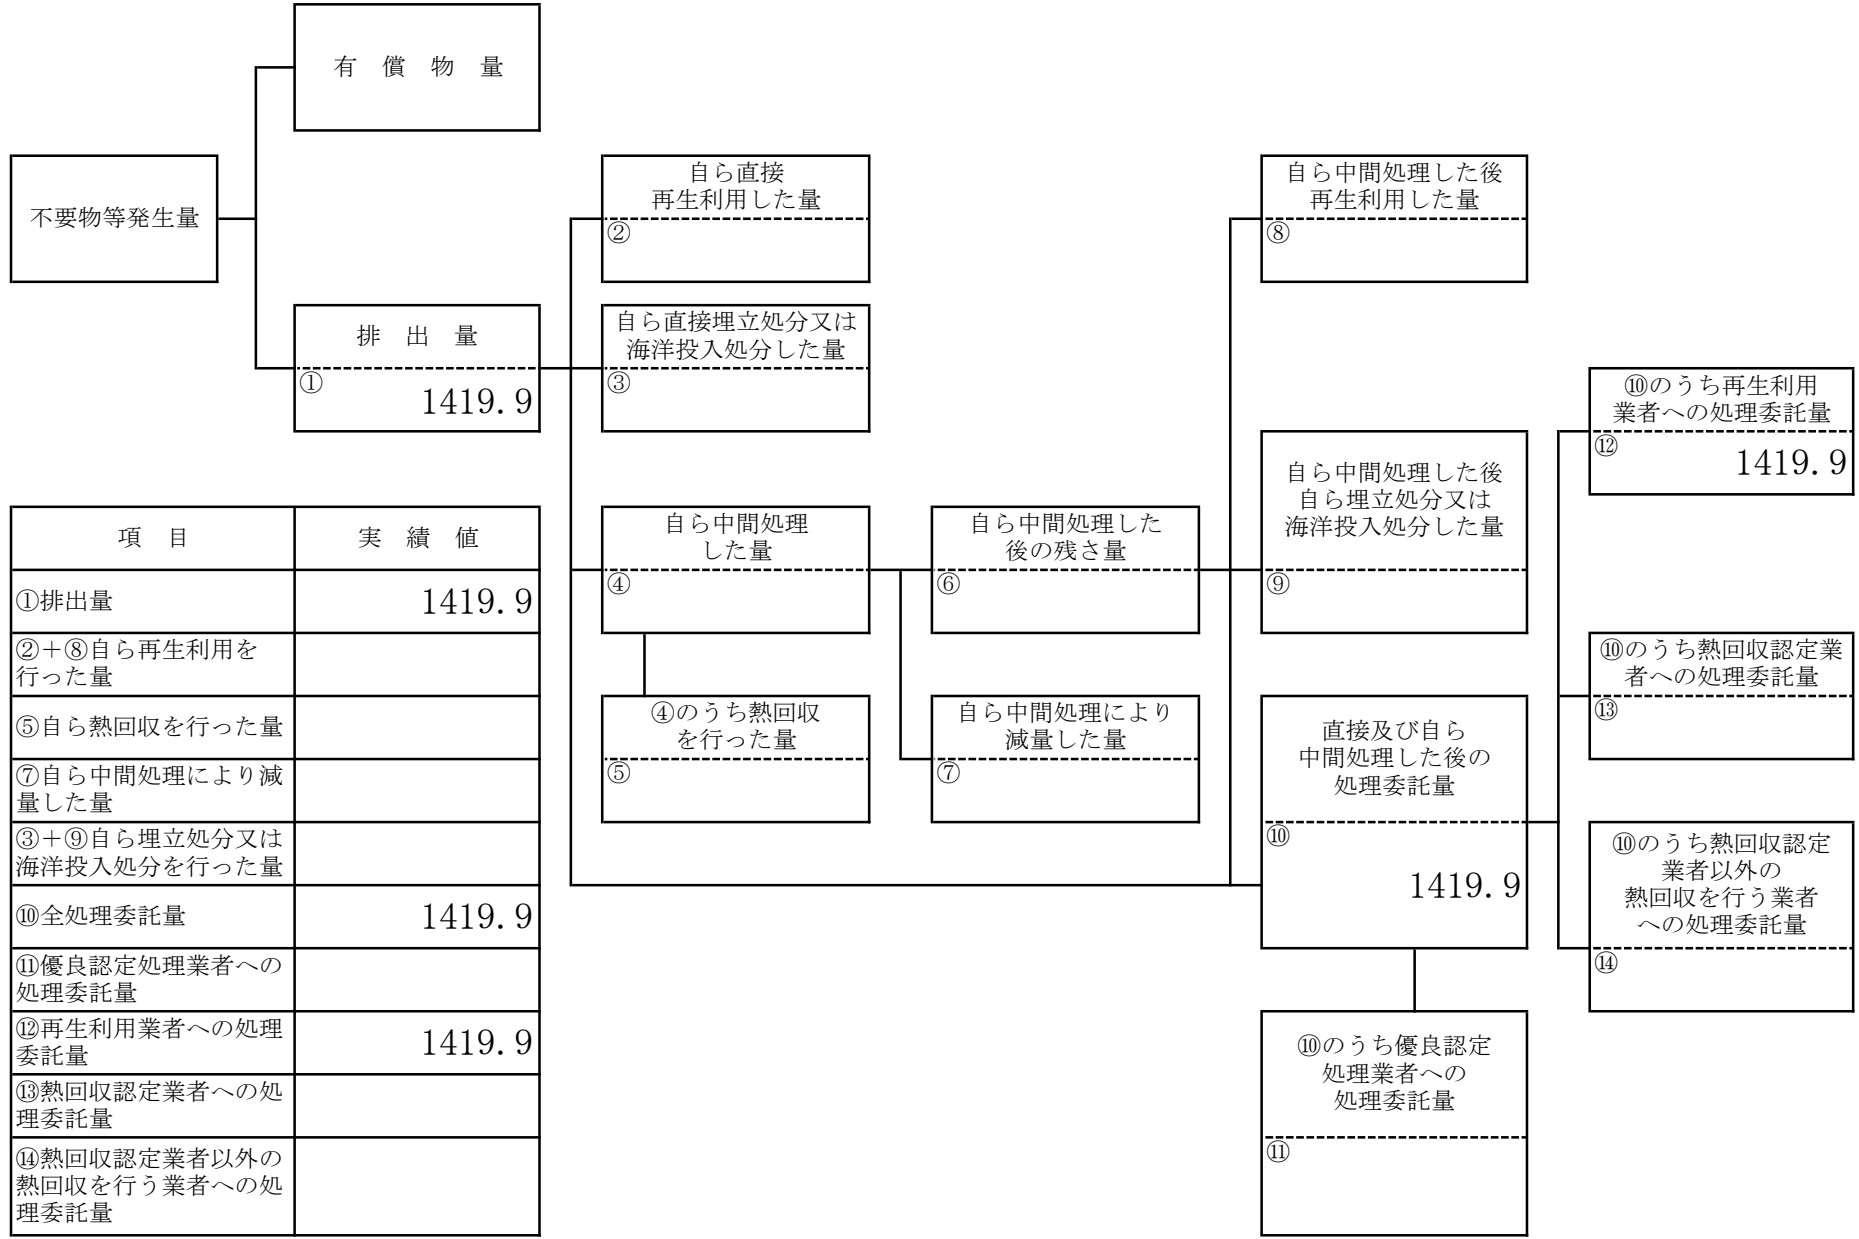 有　償　物　量
不要物等発生量
排　出　量
①
1419.9
自ら直接
再生利用した量
②
自ら直接埋立処分又は
海洋投入処分した量
③
自ら中間処理
した量
④
④のうち熱回収
を行った量
⑤
自ら中間処理した
後の残さ量
⑥
自ら中間処理により
減量した量
⑦
自ら中間処理した後
再生利用した量
⑧
自ら中間処理した後
自ら埋立処分又は
海洋投入処分した量
⑨
直接及び自ら
中間処理した後の
処理委託量
⑩
1419.9
⑩のうち優良認定
処理業者への
処理委託量
⑪
⑩のうち再生利用
業者への処理委託量
⑫
1419.9
⑩のうち熱回収認定業
者への処理委託量
⑬
⑩のうち熱回収認定
業者以外の
熱回収を行う業者
への処理委託量
⑭
項　目　実　績　値
①排出量　1419.9
②＋⑧自ら再生利用を
行った量
⑤自ら熱回収を行った量
⑦自ら中間処理により減
量した量
③＋⑨自ら埋立処分又は
海洋投入処分を行った量
⑩全処理委託量　1419.9
⑪優良認定処理業者への
処理委託量
⑫再生利用業者への処理
委託量　1419.9
⑬熱回収認定業者への処
理委託量
⑭熱回収認定業者以外の
熱回収を行う業者への処
理委託量